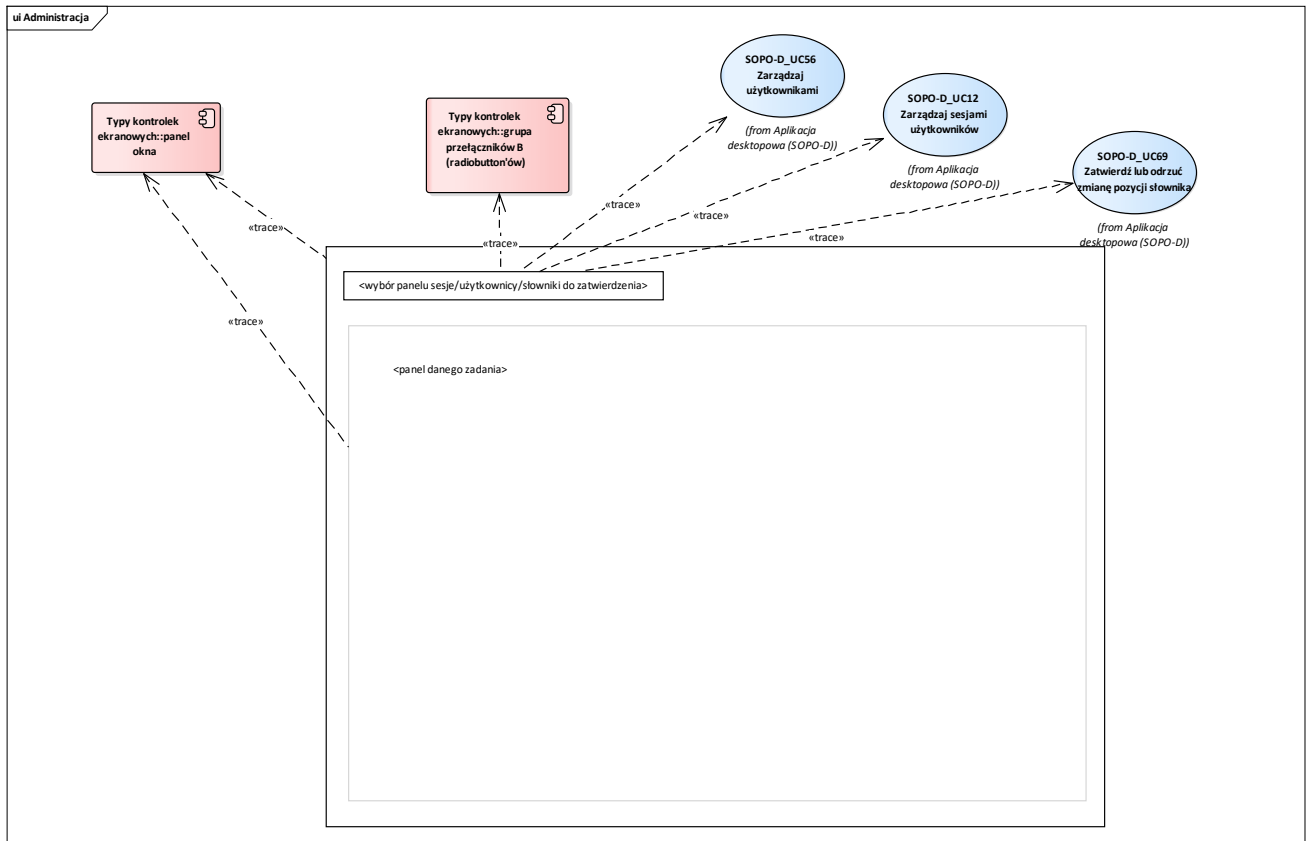 ui Administracja
SOPO-D_UC56
Zarządzaj
użytkownikami
(from Aplikacja
desktopowa (SOPO-D))
SOPO-D_UC12
Zarządzaj sesjami
użytkowników
(from Aplikacja
desktopowa (SOPO-D))
SOPO-D_UC69
Zatwierdź lub odrzuć
zmianę pozycji słownika
(from Aplikacja
desktopowa (SOPO-D))
Typy kontrolek
ekranowych::panel
okna
Typy kontrolek
ekranowych::grupa
przełączników B
(radiobutton'ów)
«trace»
«trace»
«trace»
«trace»
«trace»
«trace»
<wybór panelu sesje/użytkownicy/słowniki do zatwierdzenia>
<panel danego zadania>